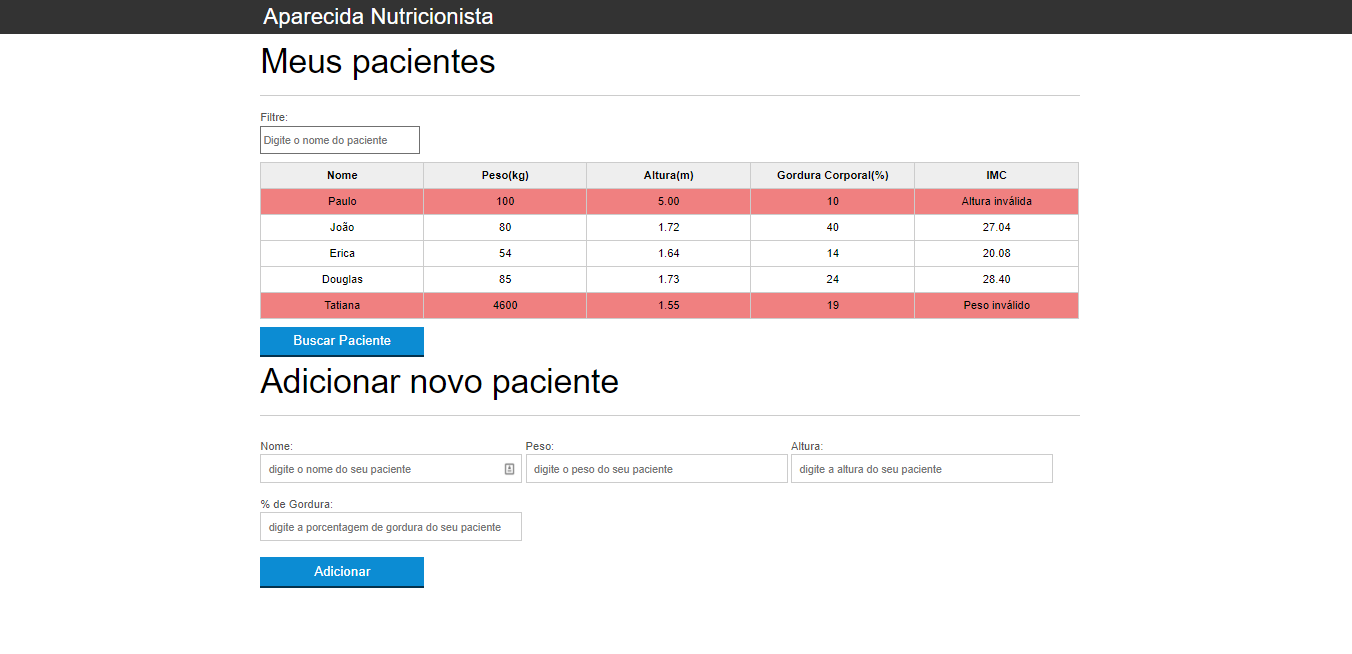 Aparecida Nutricionista
Meus pacientes
Filtre:
Digite o nome do paciente
Nome Peso(kg) Altura(m) Gordura Corporal(%) IMC
Paulo 100 5.00 10 Altura inválida
João 80 1.72 40 27.04
Erica 54 1.64 14 20.08
Douglas 85 1.73 24 28.40
Tatiana 4600 1.55 19 Peso inválido
Buscar Paciente
Adicionar novo paciente
Nome: Peso: Altura:
digite o nome do seu paciente digite o peso do seu paciente digite a altura do seu paciente
% de Gordura:
digite a porcentagem de gordura do seu paciente
Adicionar